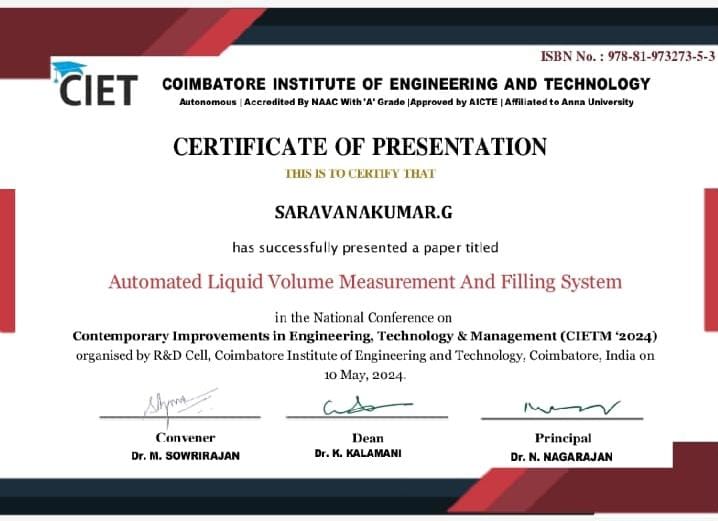 ISBN No. : 978-81-973273-5-3
CIET
COIMBATORE INSTITUTE OF ENGINEERING AND TECHNOLOGY
Autonomous | Accredited By NAAC With 'A' Grade |Approved by AICTE | Affiliated to Anna University
CERTIFICATE OF PRESENTATION
THIS IS TO CERTIFY THAT
SARAVANAKUMAR.G
has successfully presented a paper titled
Automated Liquid Volume Measurement And Filling System
in the National Conference on
Contemporary Improvements in Engineering, Technology & Management (CIETM '2024)
organised by R&D Cell, Coimbatore Institute of Engineering and Technology, Coimbatore, India on
10 May, 2024.
Convener
Dr. M. SOWRIRAJAN
Dean
Dr. K. KALAMANI
Principal
Dr. N. NAGARAJAN